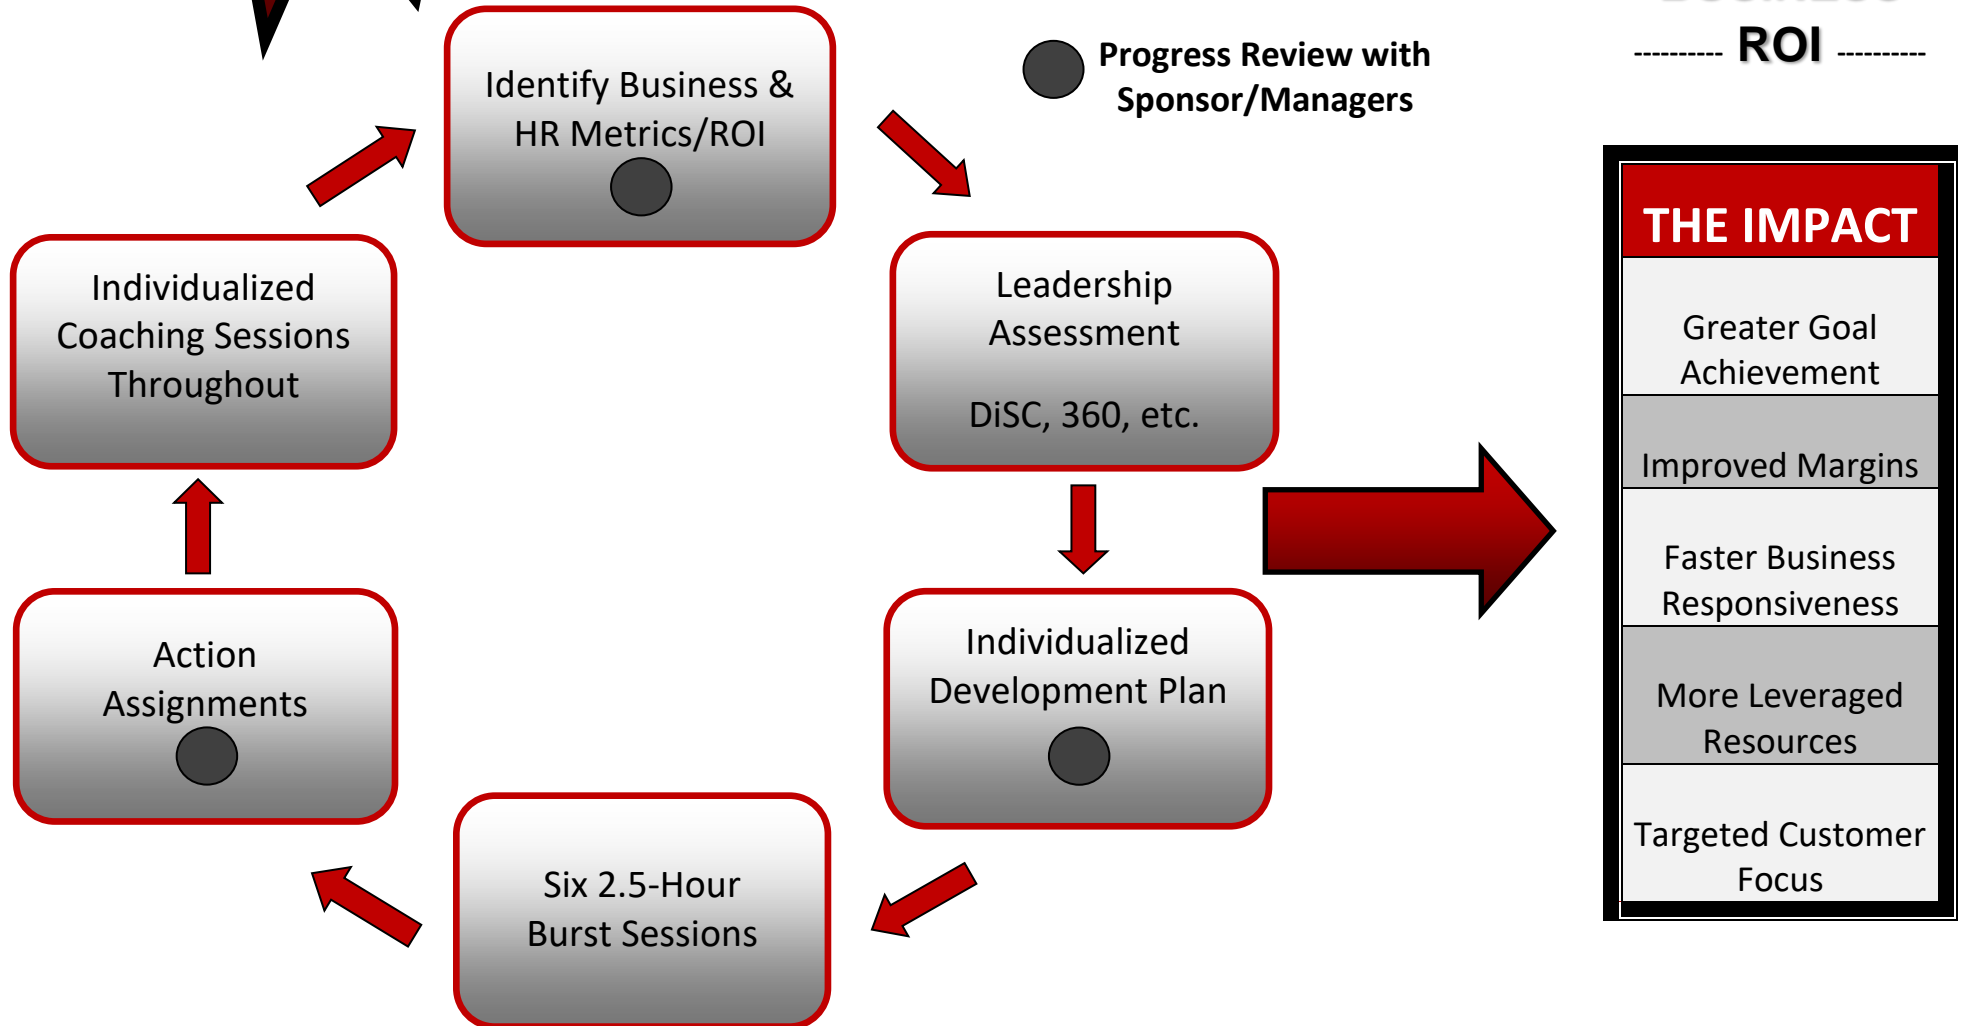 Identify Business &
HR Metrics/ROI
Progress Review with
Sponsor/Managers
---------- ROI ----------
Leadership
Assessment
DiSC, 360, etc.
Individualized
Development Plan
Six 2.5-Hour
Burst Sessions
Action
Assignments
Individualized
Coaching Sessions
Throughout
THE IMPACT
Greater Goal
Achievement
Improved Margins
Faster Business
Responsiveness
More Leveraged
Resources
Targeted Customer
Focus